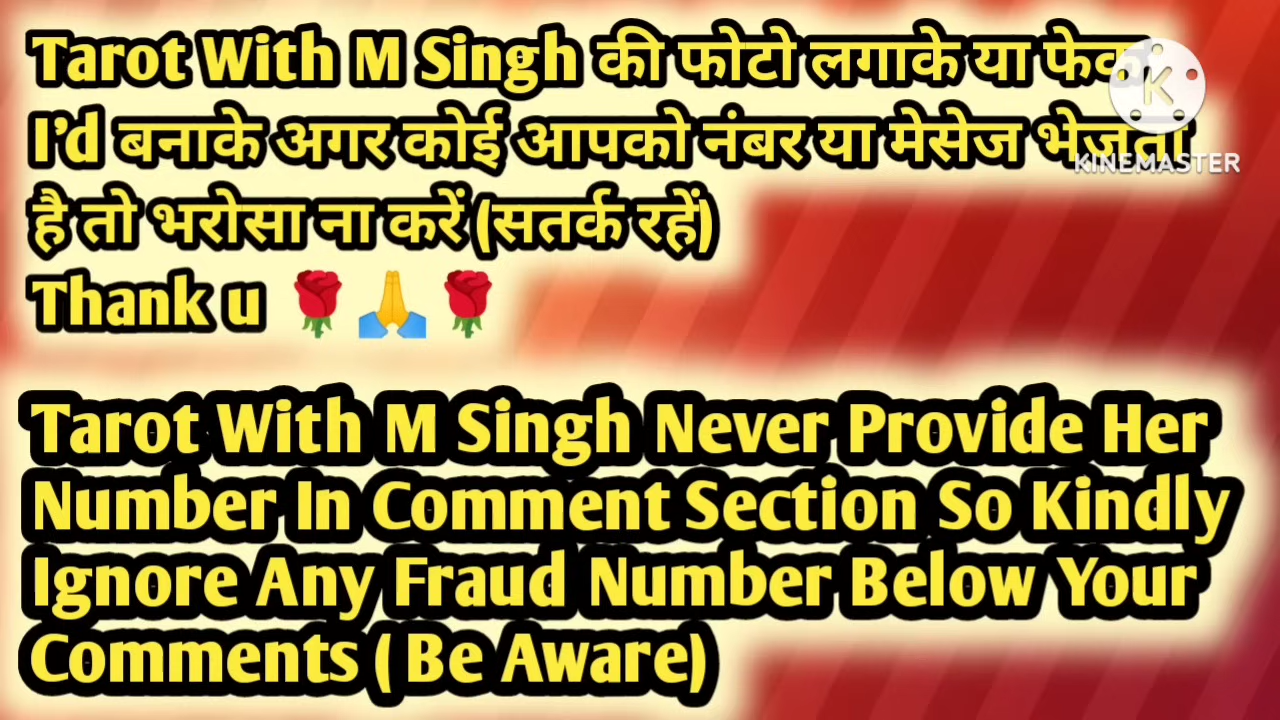 Tarot With M Singh की फोटो लगाके या फेक
I'd बनाके अगर कोई आपको नंबर या मेसेज भेजता
है तो भरोसा ना करें (सतर्क रहें)
Thank u 🌹🙏🌹
Tarot With M Singh Never Provide Her
Number In Comment Section So Kindly
Ignore Any Fraud Number Below Your
Comments ( Be Aware)
K
KINEMASTER